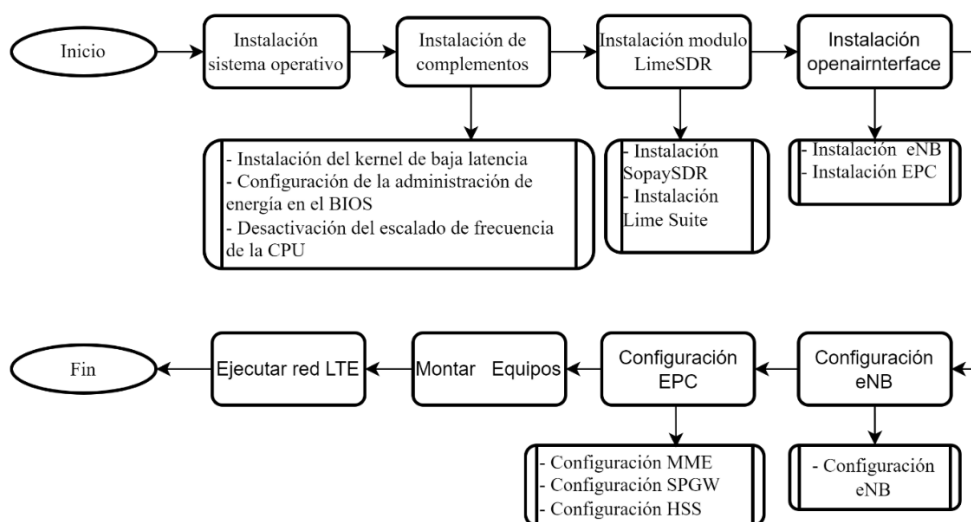 Inicio
Instalación
sistema operativo
Instalación de
complementos
Instalación modulo
LimeSDR
Instalación
openairnterface
- Instalación del kernel de baja latencia
- Configuración de la administración de
energía en el BIOS
- Desactivación del escalado de frecuencia
de la CPU
- Instalación
SopaySDR
- Instalación
Lime Suite
- Instalación eNB
- Instalación EPC
Configuración
eNB
- Configuración
eNB
Configuración
EPC
- Configuración MME
- Configuración SPGW
- Configuración HSS
Montar Equipos
Ejecutar red LTE
Fin